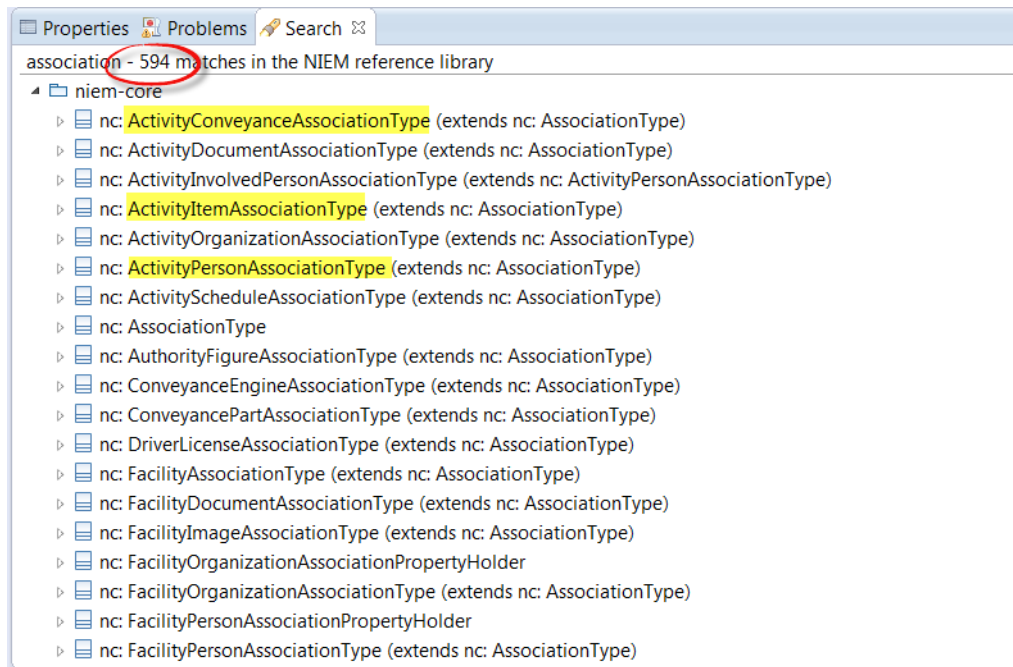 Properties Problems Search
association - 594 matches in the NIEM reference library
niem-core
nc: ActivityConveyanceAssociationType (extends nc: AssociationType)
nc: ActivityDocumentAssociationType (extends nc: AssociationType)
nc: ActivityInvolvedPersonAssociationType (extends nc: ActivityPersonAssociationType)
nc: ActivityItemAssociationType (extends nc: AssociationType)
nc: ActivityOrganizationAssociationType (extends nc: AssociationType)
nc: ActivityPersonAssociationType (extends nc: AssociationType)
nc: ActivityScheduleAssociationType (extends nc: AssociationType)
nc: AssociationType
nc: AuthorityFigureAssociationType (extends nc: AssociationType)
nc: ConveyanceEngineAssociationType (extends nc: AssociationType)
nc: ConveyancePartAssociationType (extends nc: AssociationType)
nc: DriverLicenseAssociationType (extends nc: AssociationType)
nc: FacilityAssociationType (extends nc: AssociationType)
nc: FacilityDocumentAssociationType (extends nc: AssociationType)
nc: FacilityImageAssociationType (extends nc: AssociationType)
nc: FacilityOrganizationAssociationPropertyHolder
nc: FacilityOrganizationAssociationType (extends nc: AssociationType)
nc: FacilityPersonAssociationPropertyHolder
nc: FacilityPersonAssociationType (extends nc: AssociationType)